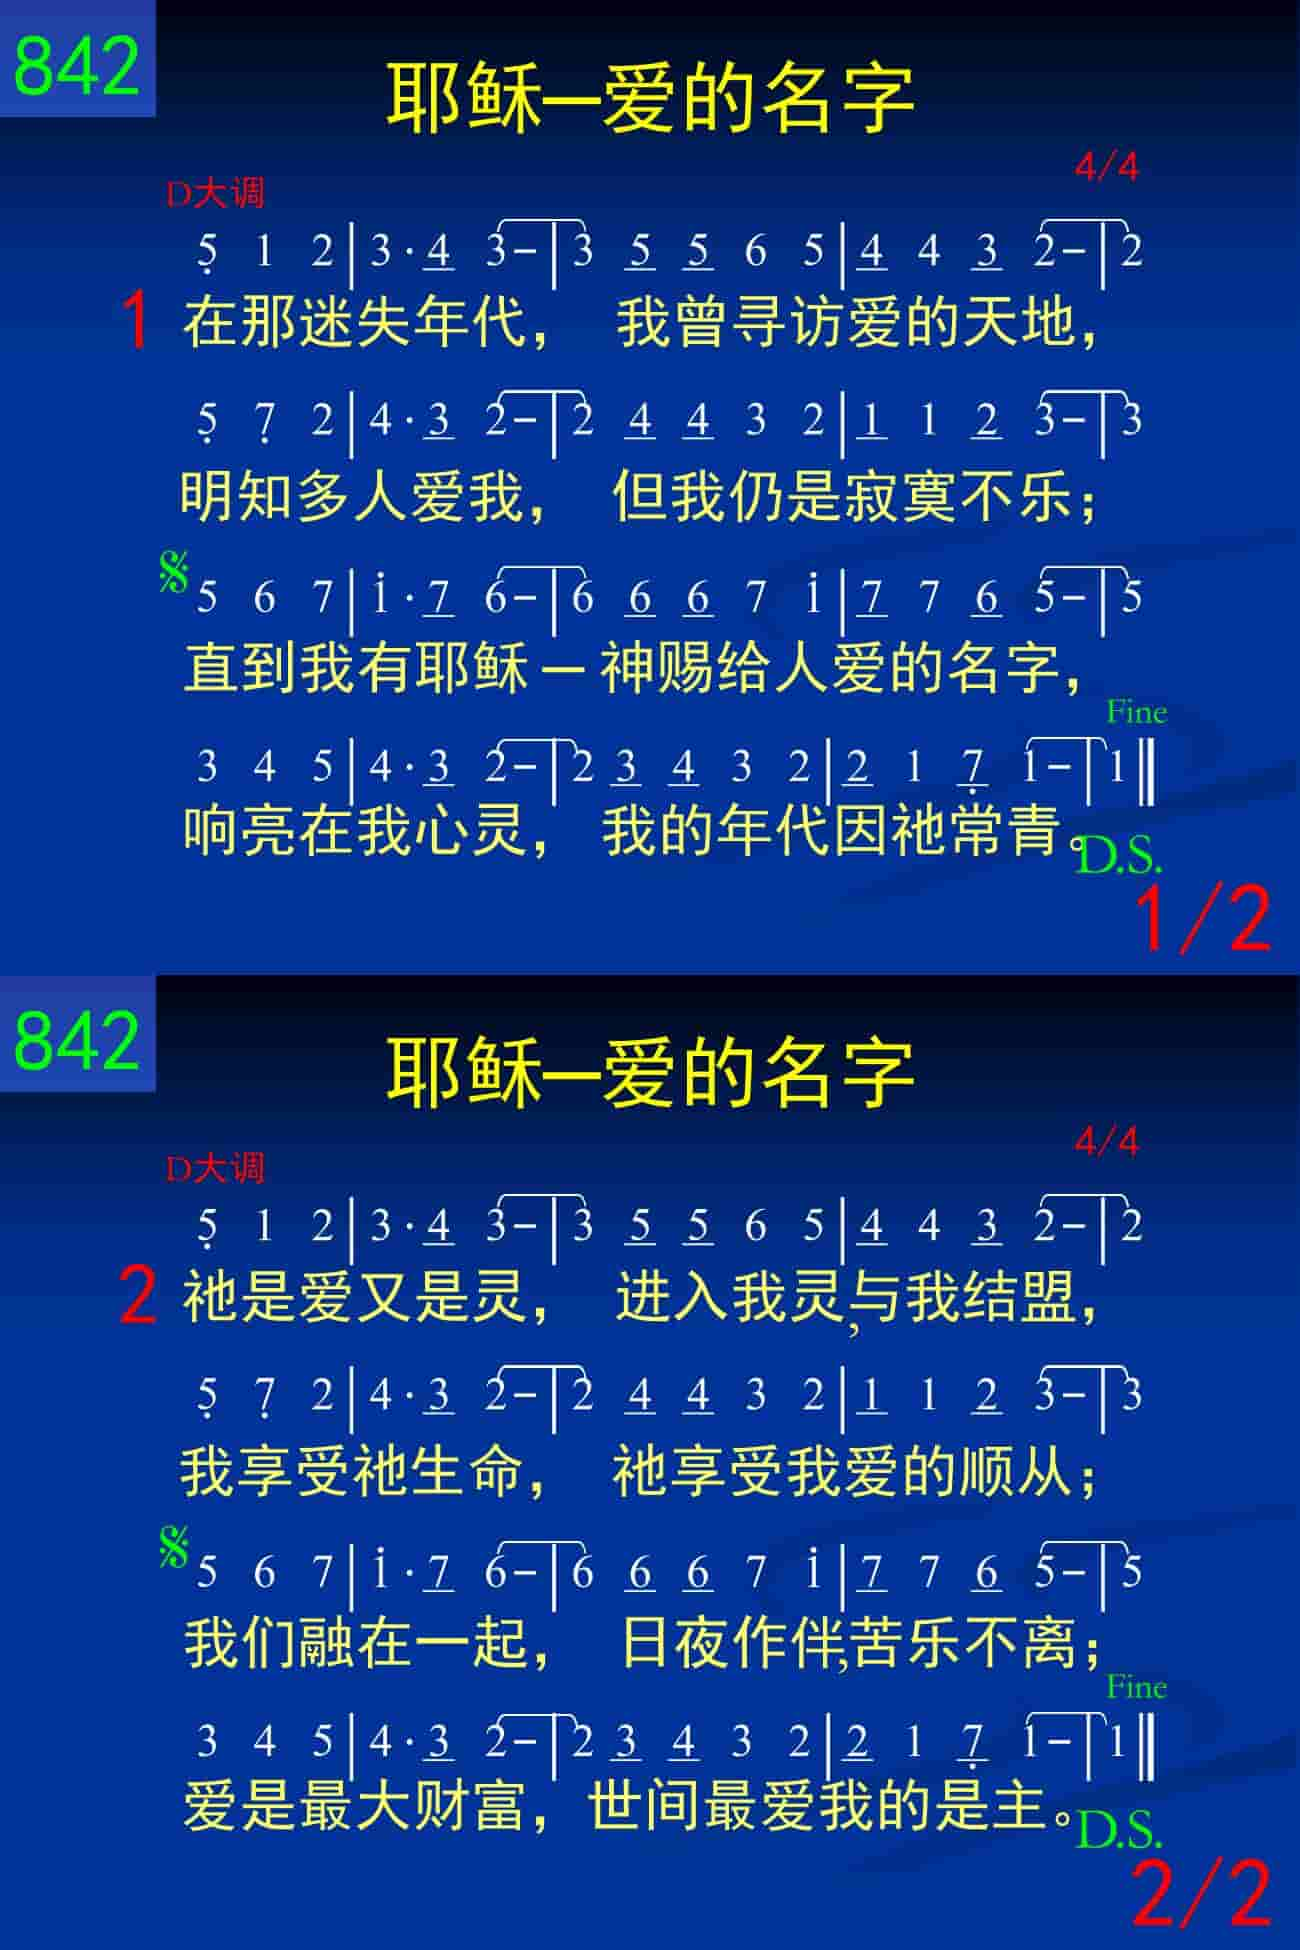 842
耶稣—爱的名字
4/4
D大调
5̣ 1 2 | 3 · 4 3 – | 3 5 5 6 5 | 4 4 3 2 – | 2
1 在那迷失年代， 我曾寻访爱的天地，
5̣ 7̣ 2 | 4 · 3 2 – | 2 4 4 3 2 | 1 1 2 3 – | 3
明知多人爱我， 但我仍是寂寞不乐；
𝄋 5 6 7 | i · 7 6 – | 6 6 6 7 i | 7 7 6 5 – | 5
直到我有耶稣 — 神赐给人爱的名字，
Fine
3 4 5 | 4 · 3 2 – | 2 3 4 3 2 | 2 1 7̣ 1 – | 1 ‖
响亮在我心灵， 我的年代因祂常青。
D.S.
1/2
842
耶稣—爱的名字
4/4
D大调
5̣ 1 2 | 3 · 4 3 – | 3 5 5 6 5 | 4 4 3 2 – | 2
2 祂是爱又是灵， 进入我灵,与我结盟，
5̣ 7̣ 2 | 4 · 3 2 – | 2 4 4 3 2 | 1 1 2 3 – | 3
我享受祂生命， 祂享受我爱的顺从；
𝄋 5 6 7 | i · 7 6 – | 6 6 6 7 i | 7 7 6 5 – | 5
我们融在一起， 日夜作伴,苦乐不离；
Fine
3 4 5 | 4 · 3 2 – | 2 3 4 3 2 | 2 1 7̣ 1 – | 1 ‖
爱是最大财富，世间最爱我的是主。
D.S.
2/2